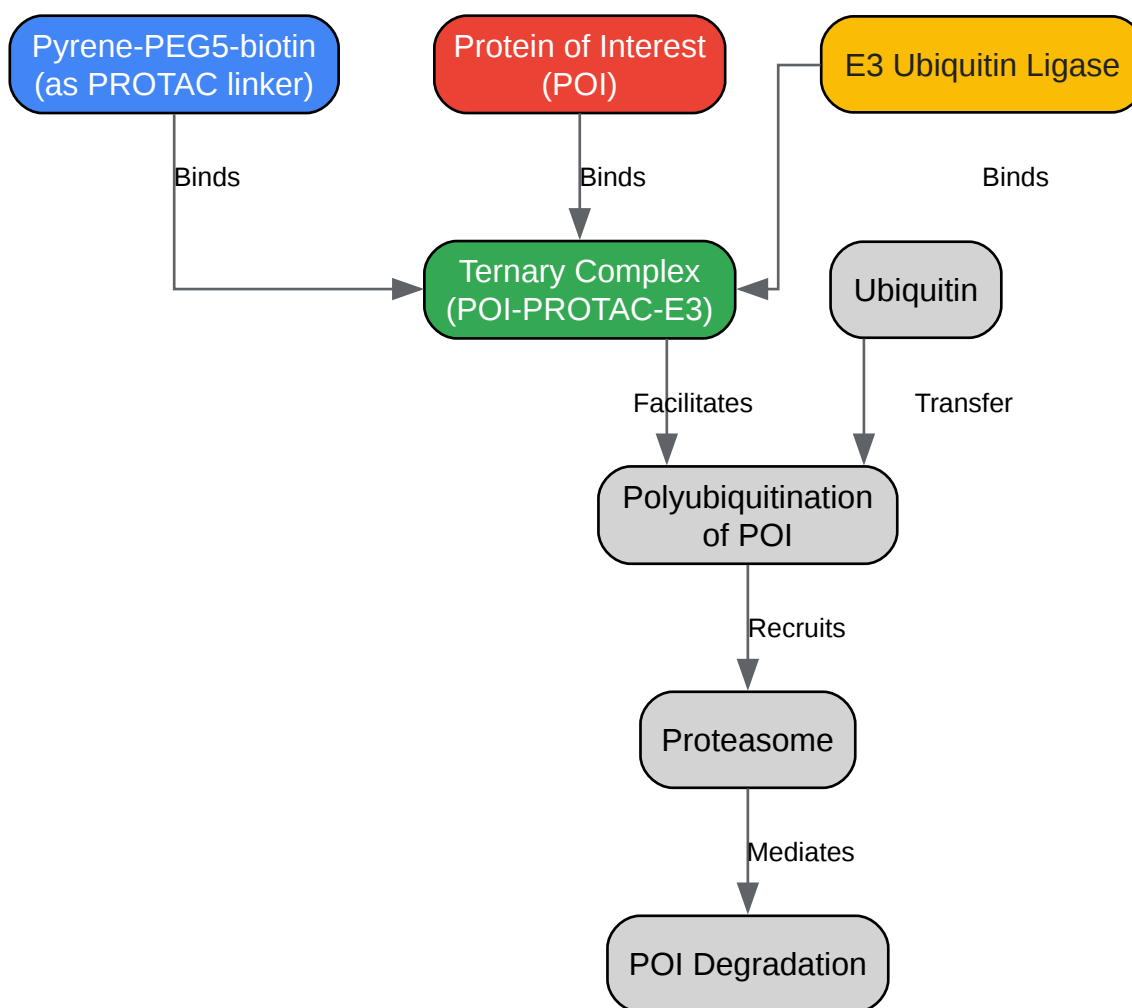 Pyrene-PEG5-biotin
(as PROTAC linker)
Protein of Interest
(POI)
E3 Ubiquitin Ligase
Binds
Binds
Binds
Ternary Complex
(POI-PROTAC-E3)
Ubiquitin
Facilitates
Transfer
Polyubiquitination
of POI
Recruits
Proteasome
Mediates
POI Degradation